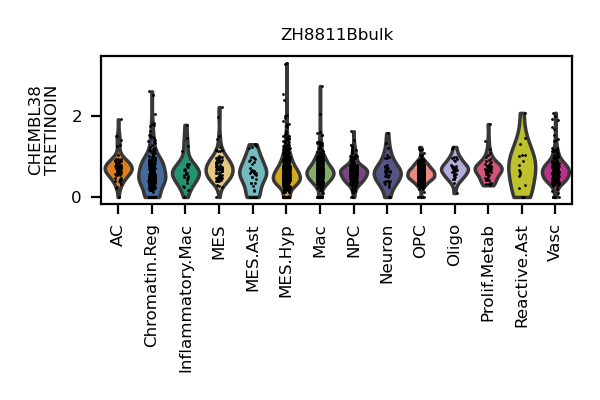 ZH8811Bbulk
CHEMBL38
TRETINOIN
2
0
AC
Chromatin.Reg
Inflammatory.Mac
MES
MES.Ast
MES.Hyp
Mac
NPC
Neuron
OPC
Oligo
Prolif.Metab
Reactive.Ast
Vasc